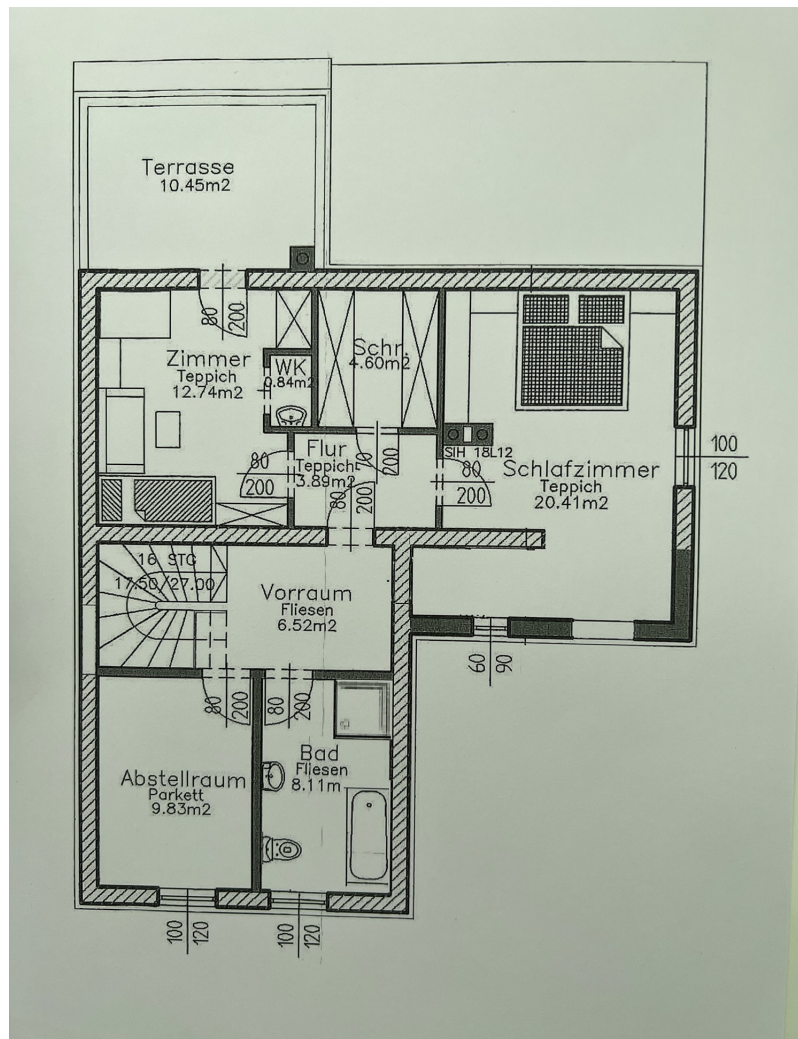 Terrasse
10.45m2
80
200
Zimmer
Teppich
12.74m2
WK
0.84m2
Schr.
4.60m2
Flur
Teppich
3.89m2
70
200
80
200
80
200
SIH 18L12
80
200
Schlafzimmer
Teppich
20.41m2
100
120
16 STG
17.50/27.00
Vorraum
Fliesen
6.52m2
60
90
80
200
80
200
Abstellraum
Parkett
9.83m2
Bad
Fliesen
8.11m
100
120
100
120